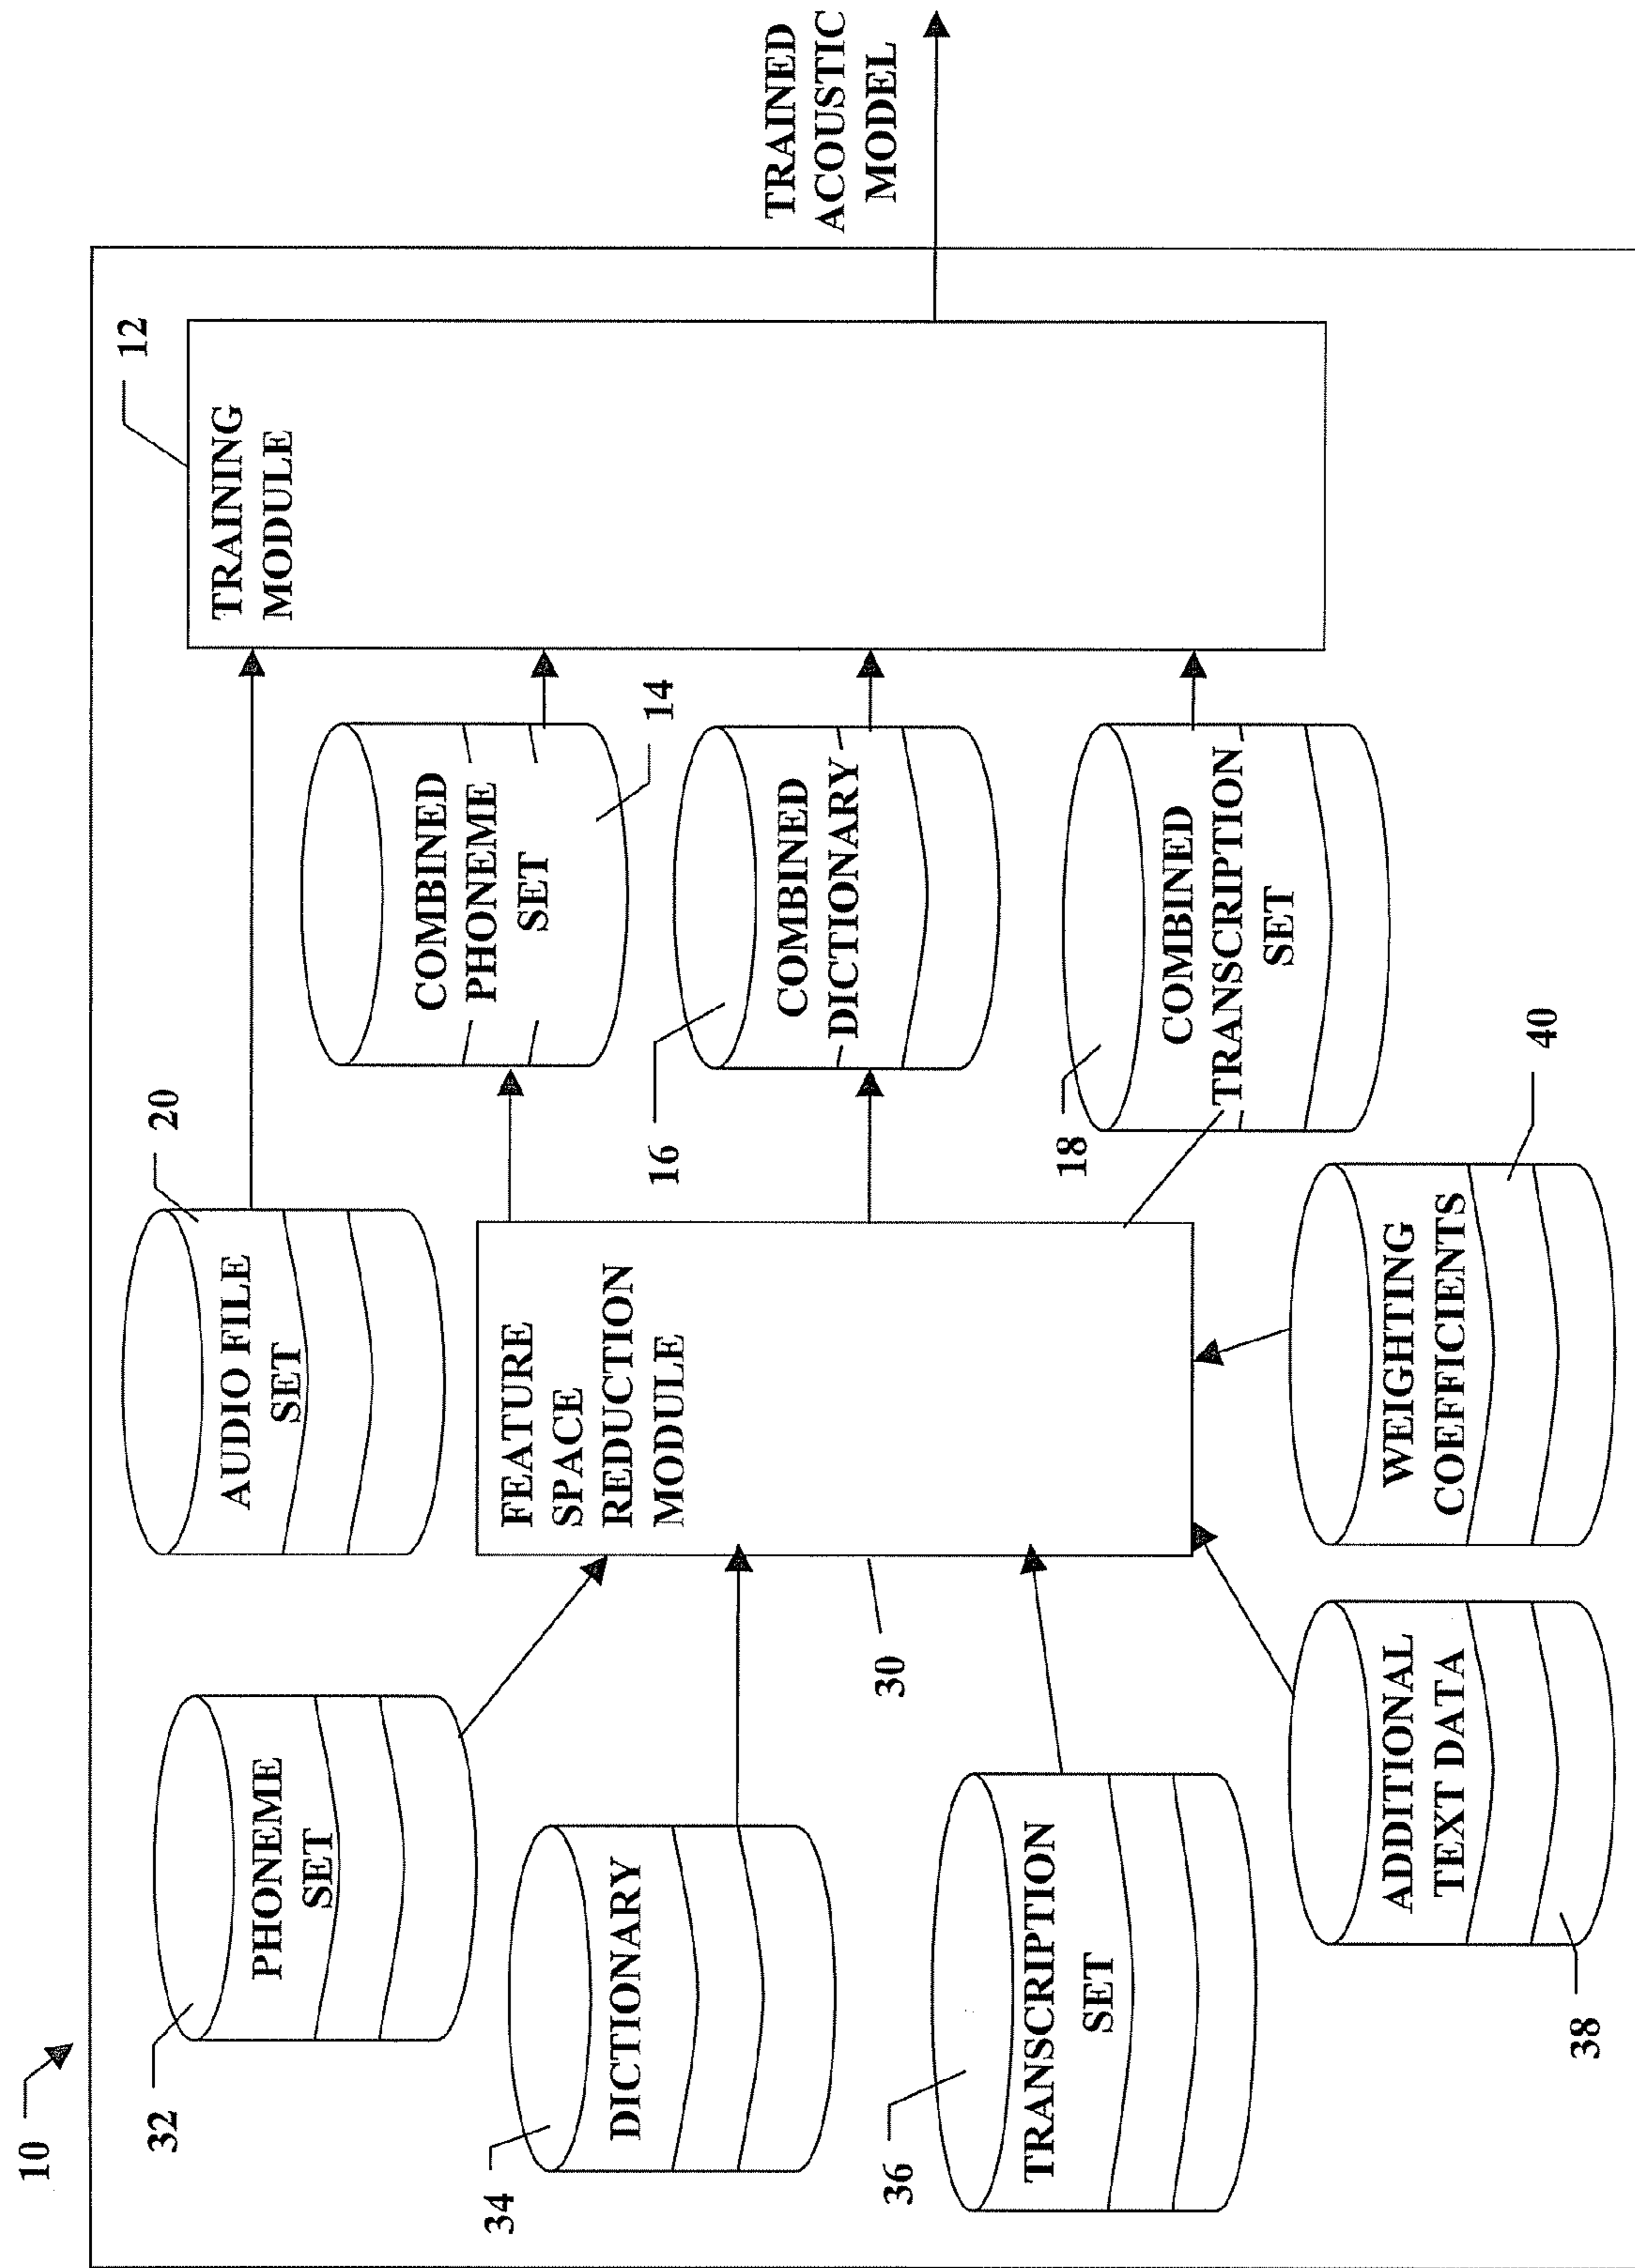 10
32
PHONEME
SET
34
DICTIONARY
36
TRANSCRIPTION
SET
38
ADDITIONAL
TEXT DATA
40
WEIGHTING
COEFFICIENTS
30
FEATURE
SPACE
REDUCTION
MODULE
20
AUDIO FILE
SET
14
COMBINED
PHONEME
SET
16
COMBINED
DICTIONARY
18
COMBINED
TRANSCRIPTION
SET
12
TRAINING
MODULE
TRAINED
ACOUSTIC
MODEL